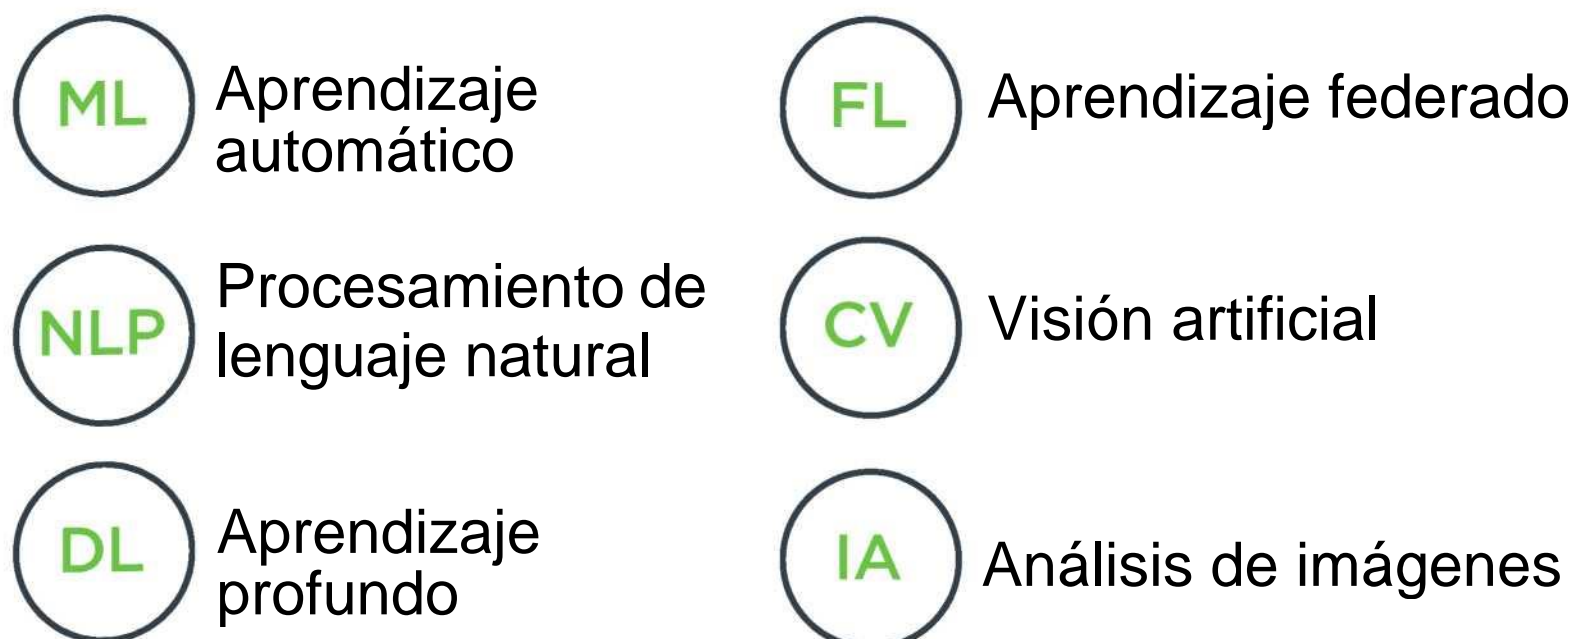 ML
Aprendizaje
automático
FL
Aprendizaje federado
NLP
Procesamiento de
lenguaje natural
CV
Visión artificial
DL
Aprendizaje
profundo
IA
Análisis de imágenes